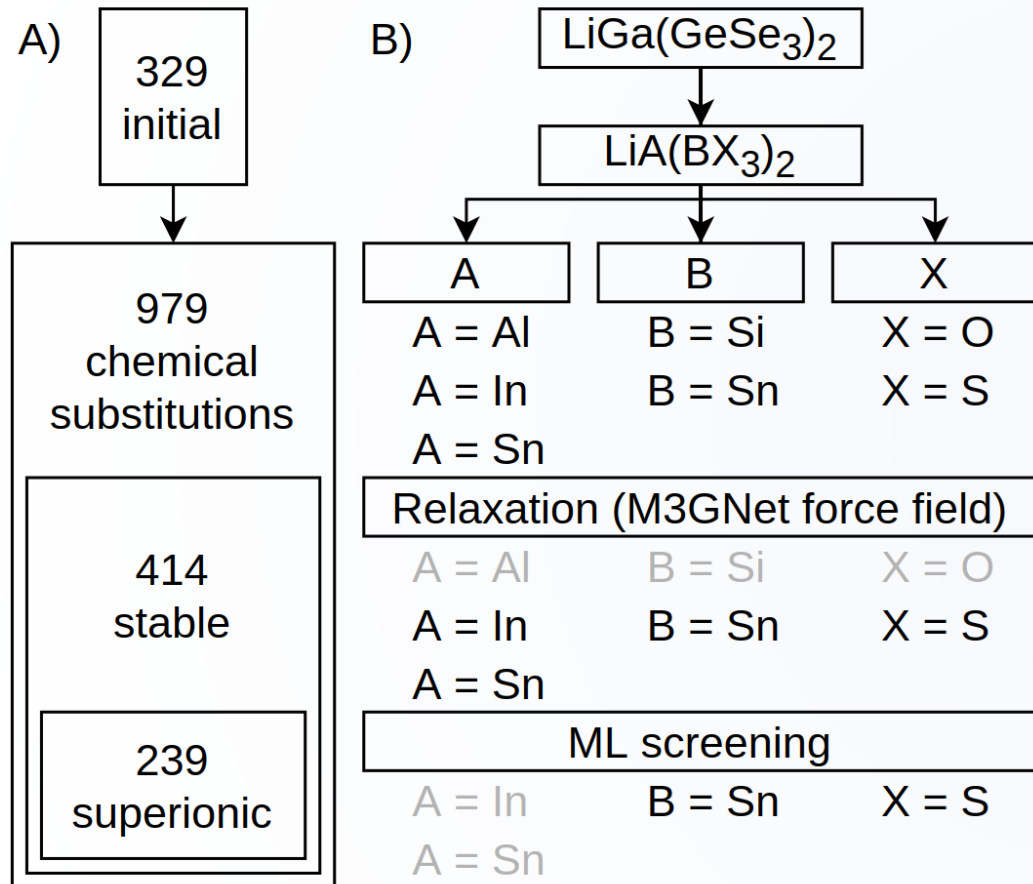 A)
329
initial
979
chemical
substitutions
414
stable
239
superionic
B)
LiGa(GeSe₃)₂
LiA(BX₃)₂
A
B
X
A = Al
B = Si
X = O
A = In
B = Sn
X = S
A = Sn
Relaxation (M3GNet force field)
A = Al
B = Si
X = O
A = In
B = Sn
X = S
A = Sn
ML screening
A = In
B = Sn
X = S
A = Sn